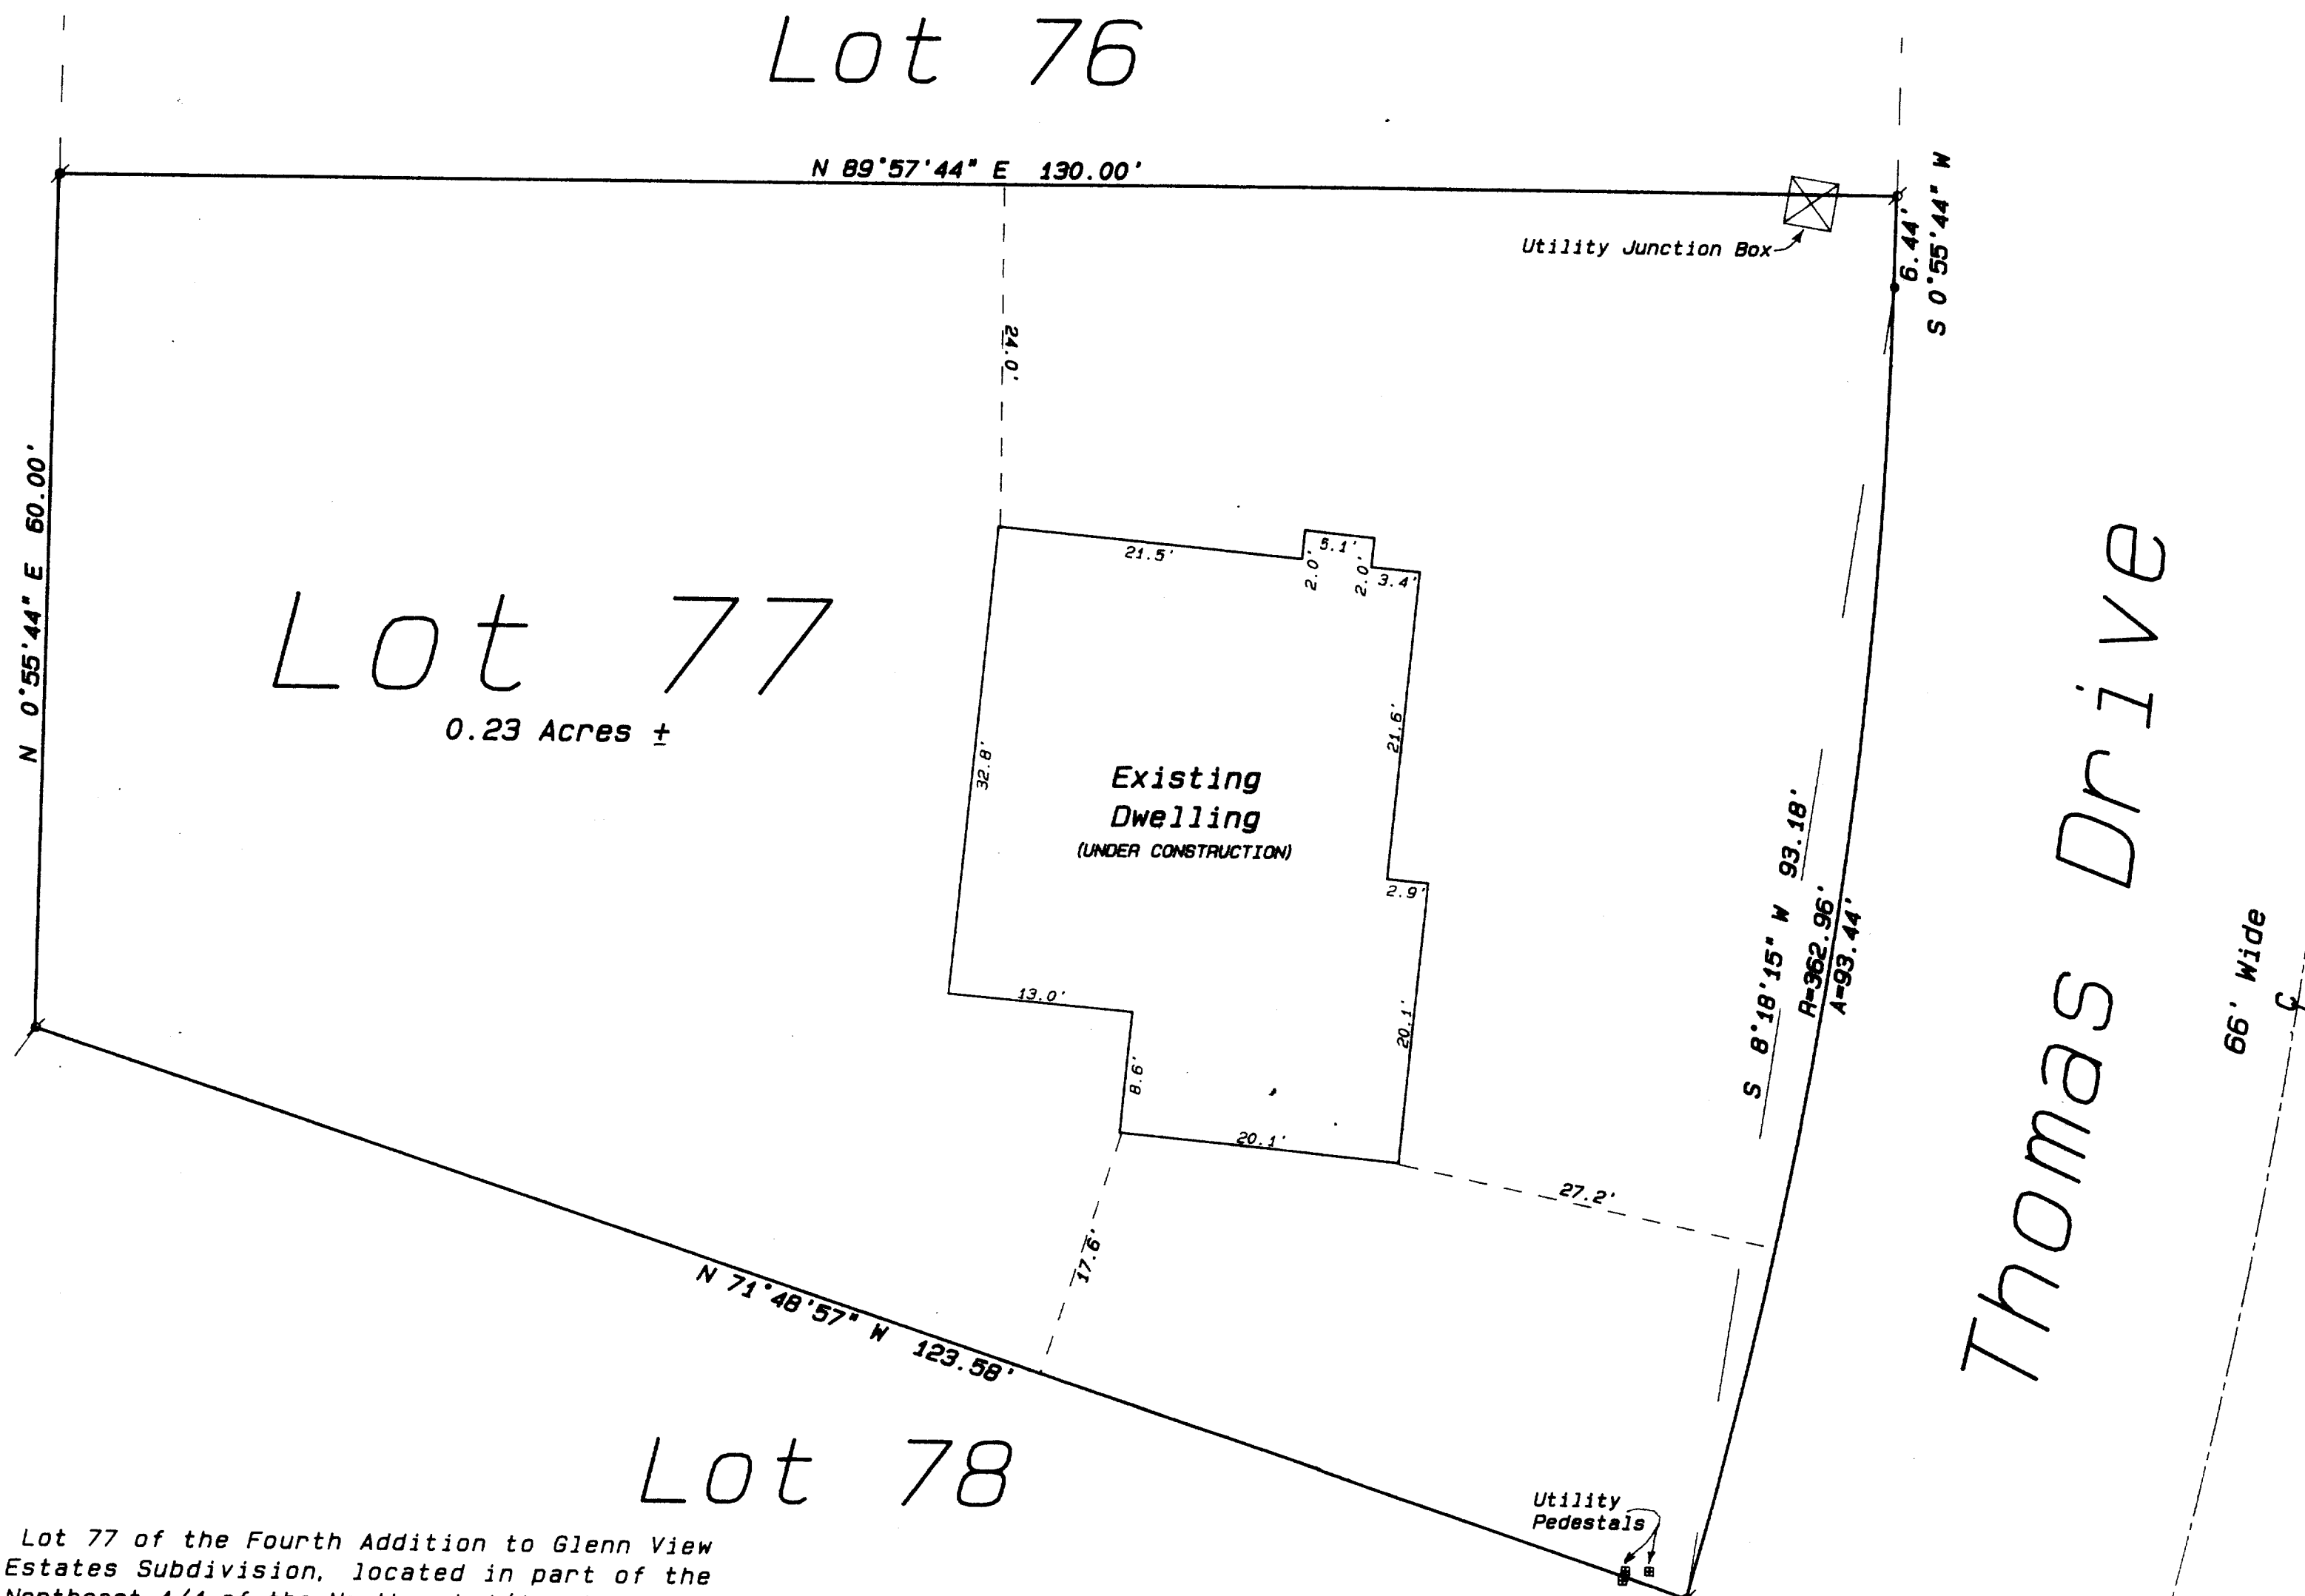 Lot 76
N 89°57'44" E 130.00'
Utility Junction Box
6.44'
S 0°55'44" W
24.0'
N 0°55'44" E 60.00'
21.5'
5.1'
2.0'
2.0'
3.4'
Lot 77
0.23 Acres ±
32.8'
21.6'
Existing
Dwelling
(UNDER CONSTRUCTION)
2.9'
S 8°18'15" W 93.18'
R=362.96'
A=93.44'
Thomas Drive
66' Wide
13.0'
8.6'
20.1'
20.1'
27.2'
17.6'
N 71°48'57" W 123.58'
Lot 78
Utility
Pedestals
Lot 77 of the Fourth Addition to Glenn View
Estates Subdivision, located in part of the